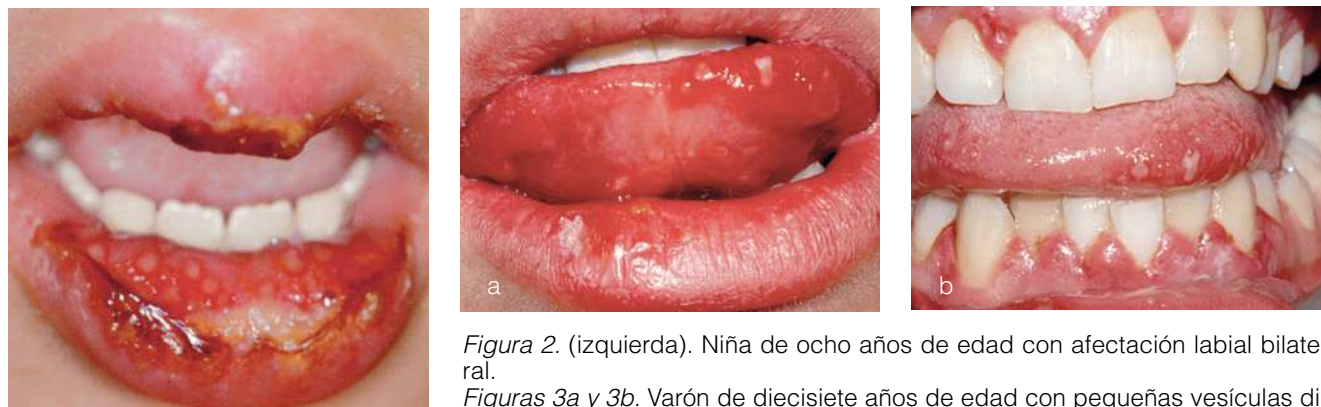 a
b
Figura 2. (izquierda). Niña de ocho años de edad con afectación labial bilate
ral.
Figuras 3a y 3b. Varón de diecisiete años de edad con pequeñas vesículas di